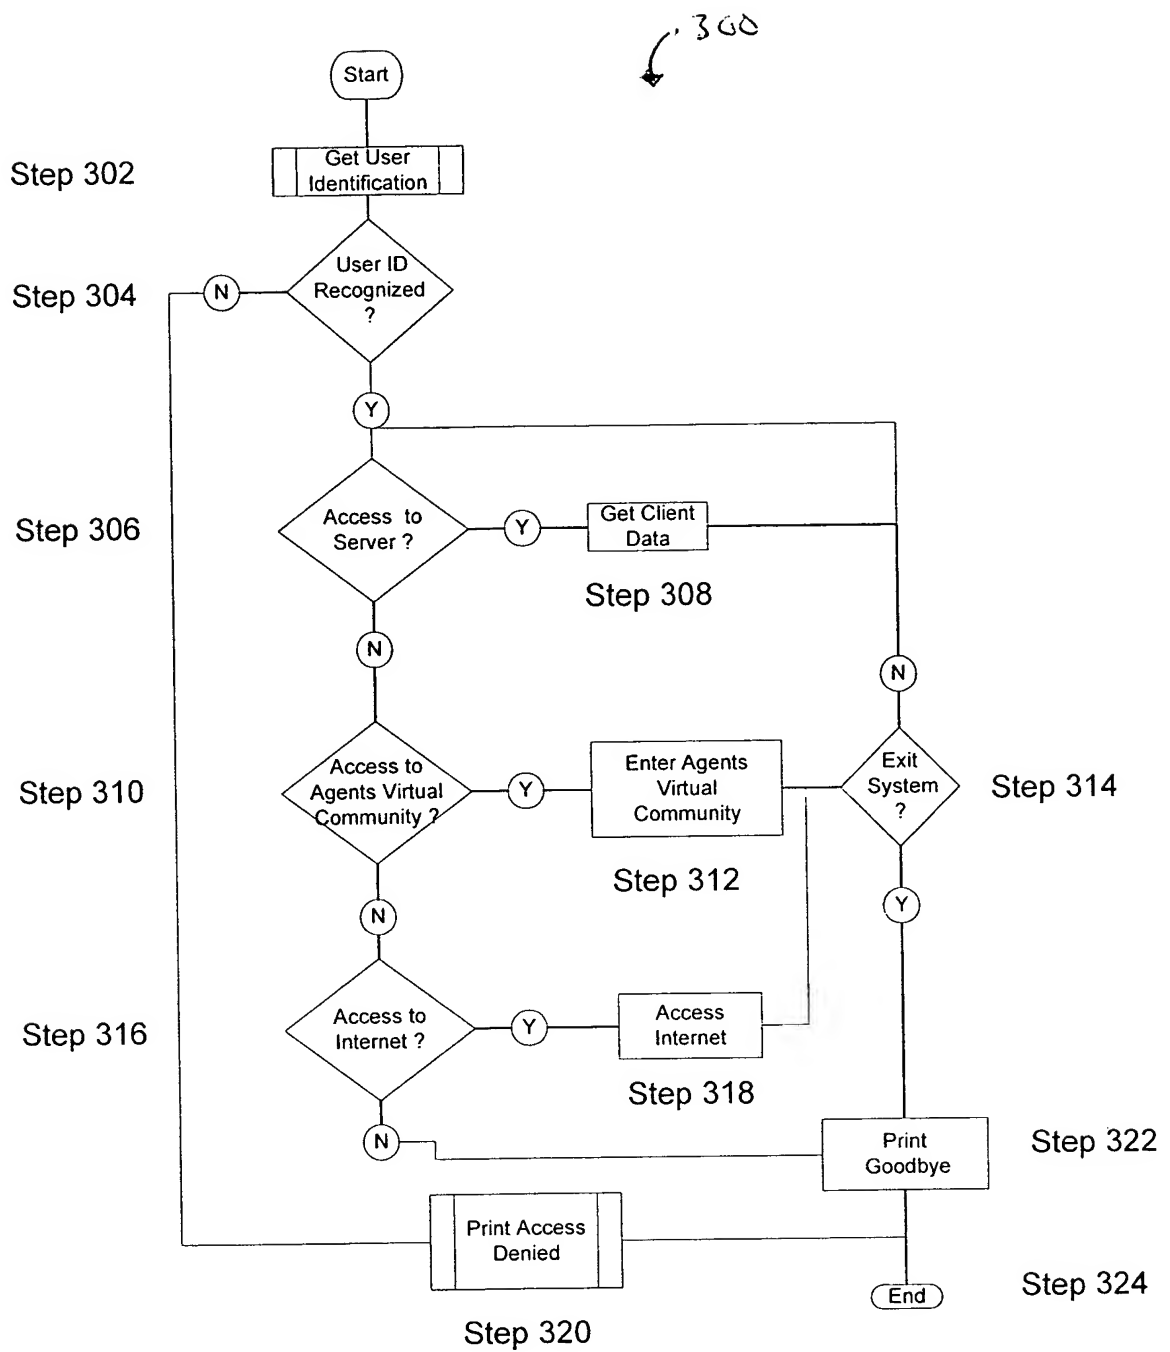 300
Start
Step 302
Get User
Identification
Step 304
N
User ID
Recognized
?
Y
Step 306
Access to
Server ?
Y
Get Client
Data
Step 308
N
N
Step 310
Access to
Agents Virtual
Community ?
Y
Enter Agents
Virtual
Community
Exit
System
?
Step 314
Step 312
Y
N
Step 316
Access to
Internet ?
Y
Access
Internet
Step 318
N
Print
Goodbye
Step 322
Print Access
Denied
Step 320
End
Step 324